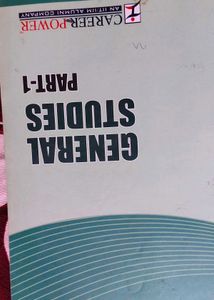 GENERAL
STUDIES
PART-1
CAREER POWER
AN IIT/IIM ALUMNI COMPANY